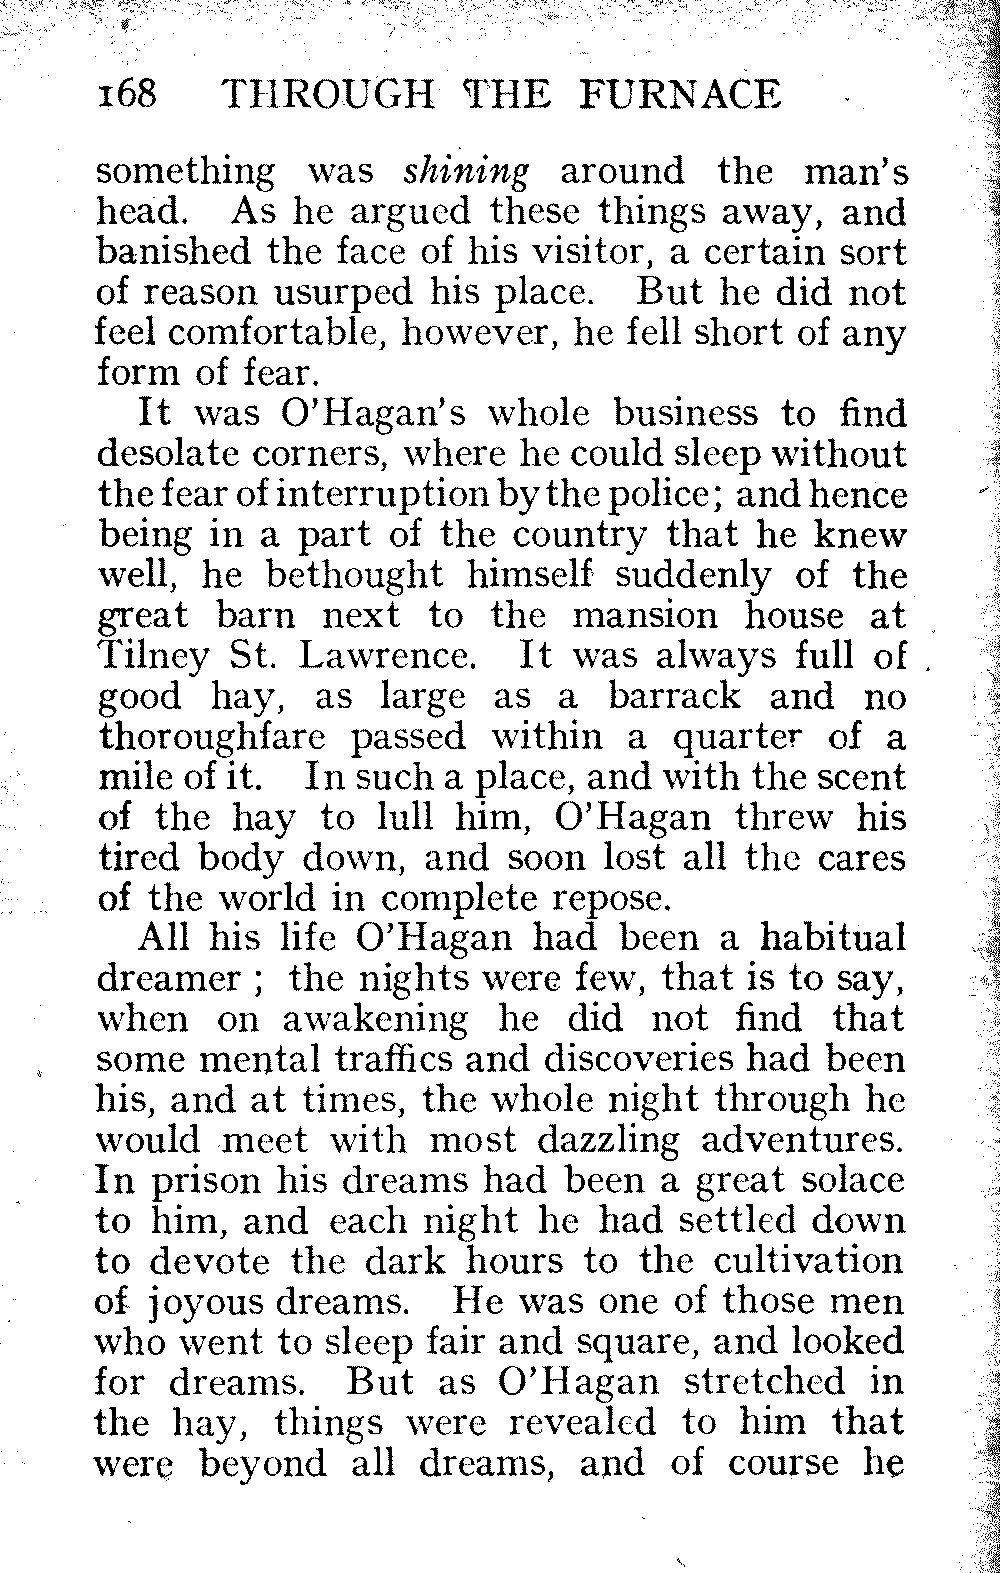 168 THROUGH THE FURNACE
something was shining around the man's
head. As he argued these things away, and
banished the face of his visitor, a certain sort
of reason usurped his place. But he did not
feel comfortable, however, he fell short of any
form of fear.
It was O'Hagan's whole business to find
desolate corners, where he could sleep without
the fear of interruption by the police; and hence
being in a part of the country that he knew
well, he bethought himself suddenly of the
great barn next to the mansion house at
Tilney St. Lawrence. It was always full of
good hay, as large as a barrack and no
thoroughfare passed within a quarter of a
mile of it. In such a place, and with the scent
of the hay to lull him, O'Hagan threw his
tired body down, and soon lost all the cares
of the world in complete repose.
All his life O'Hagan had been a habitual
dreamer ; the nights were few, that is to say,
when on awakening he did not find that
some mental traffics and discoveries had been
his, and at times, the whole night through he
would meet with most dazzling adventures.
In prison his dreams had been a great solace
to him, and each night he had settled down
to devote the dark hours to the cultivation
of joyous dreams. He was one of those men
who went to sleep fair and square, and looked
for dreams. But as O'Hagan stretched in
the hay, things were revealed to him that
were beyond all dreams, and of course he